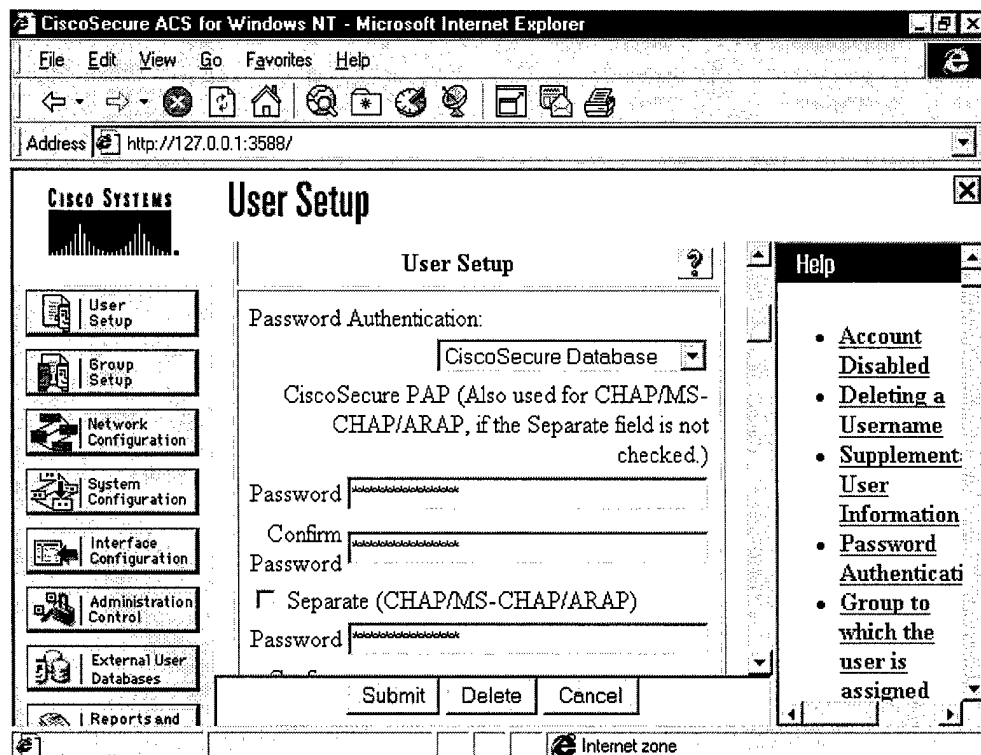 CiscoSecure ACS for Windows NT - Microsoft Internet Explorer
File Edit View Go Favorites Help
Address http://127.0.0.1:3588/
CISCO SYSTEMS
User Setup
User Setup
Group Setup
Network Configuration
System Configuration
Interface Configuration
Administration Control
External User Databases
Reports and
User Setup
?
Password Authentication:
CiscoSecure Database
CiscoSecure PAP (Also used for CHAP/MS-
CHAP/ARAP, if the Separate field is not
checked.)
Password ****************
Confirm
Password ****************
Separate (CHAP/MS-CHAP/ARAP)
Password ****************
Submit Delete Cancel
Help
• Account
Disabled
• Deleting a
Username
• Supplement
User
Information
• Password
Authenticati
• Group to
which the
user is
assigned
Internet zone